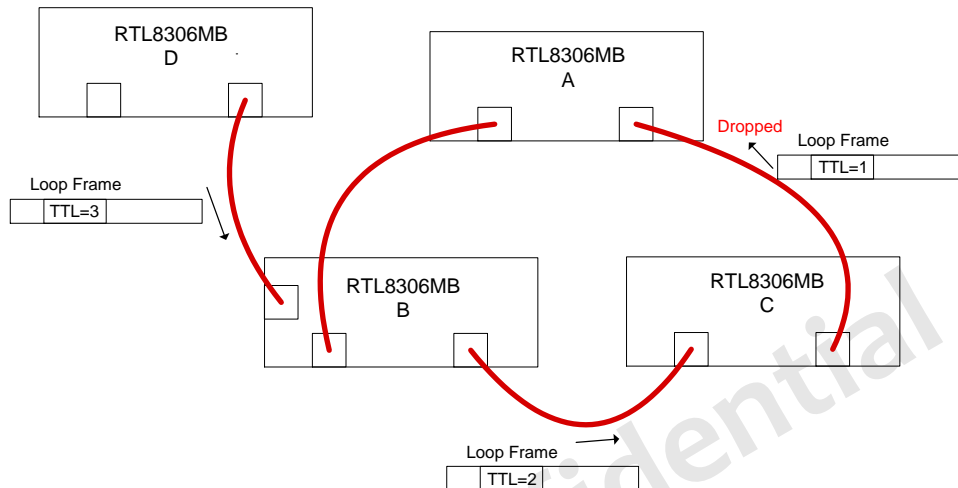 RTL8306MB
D
RTL8306MB
A
Dropped
Loop Frame
TTL=1
Loop Frame
TTL=3
RTL8306MB
B
RTL8306MB
C
Loop Frame
TTL=2